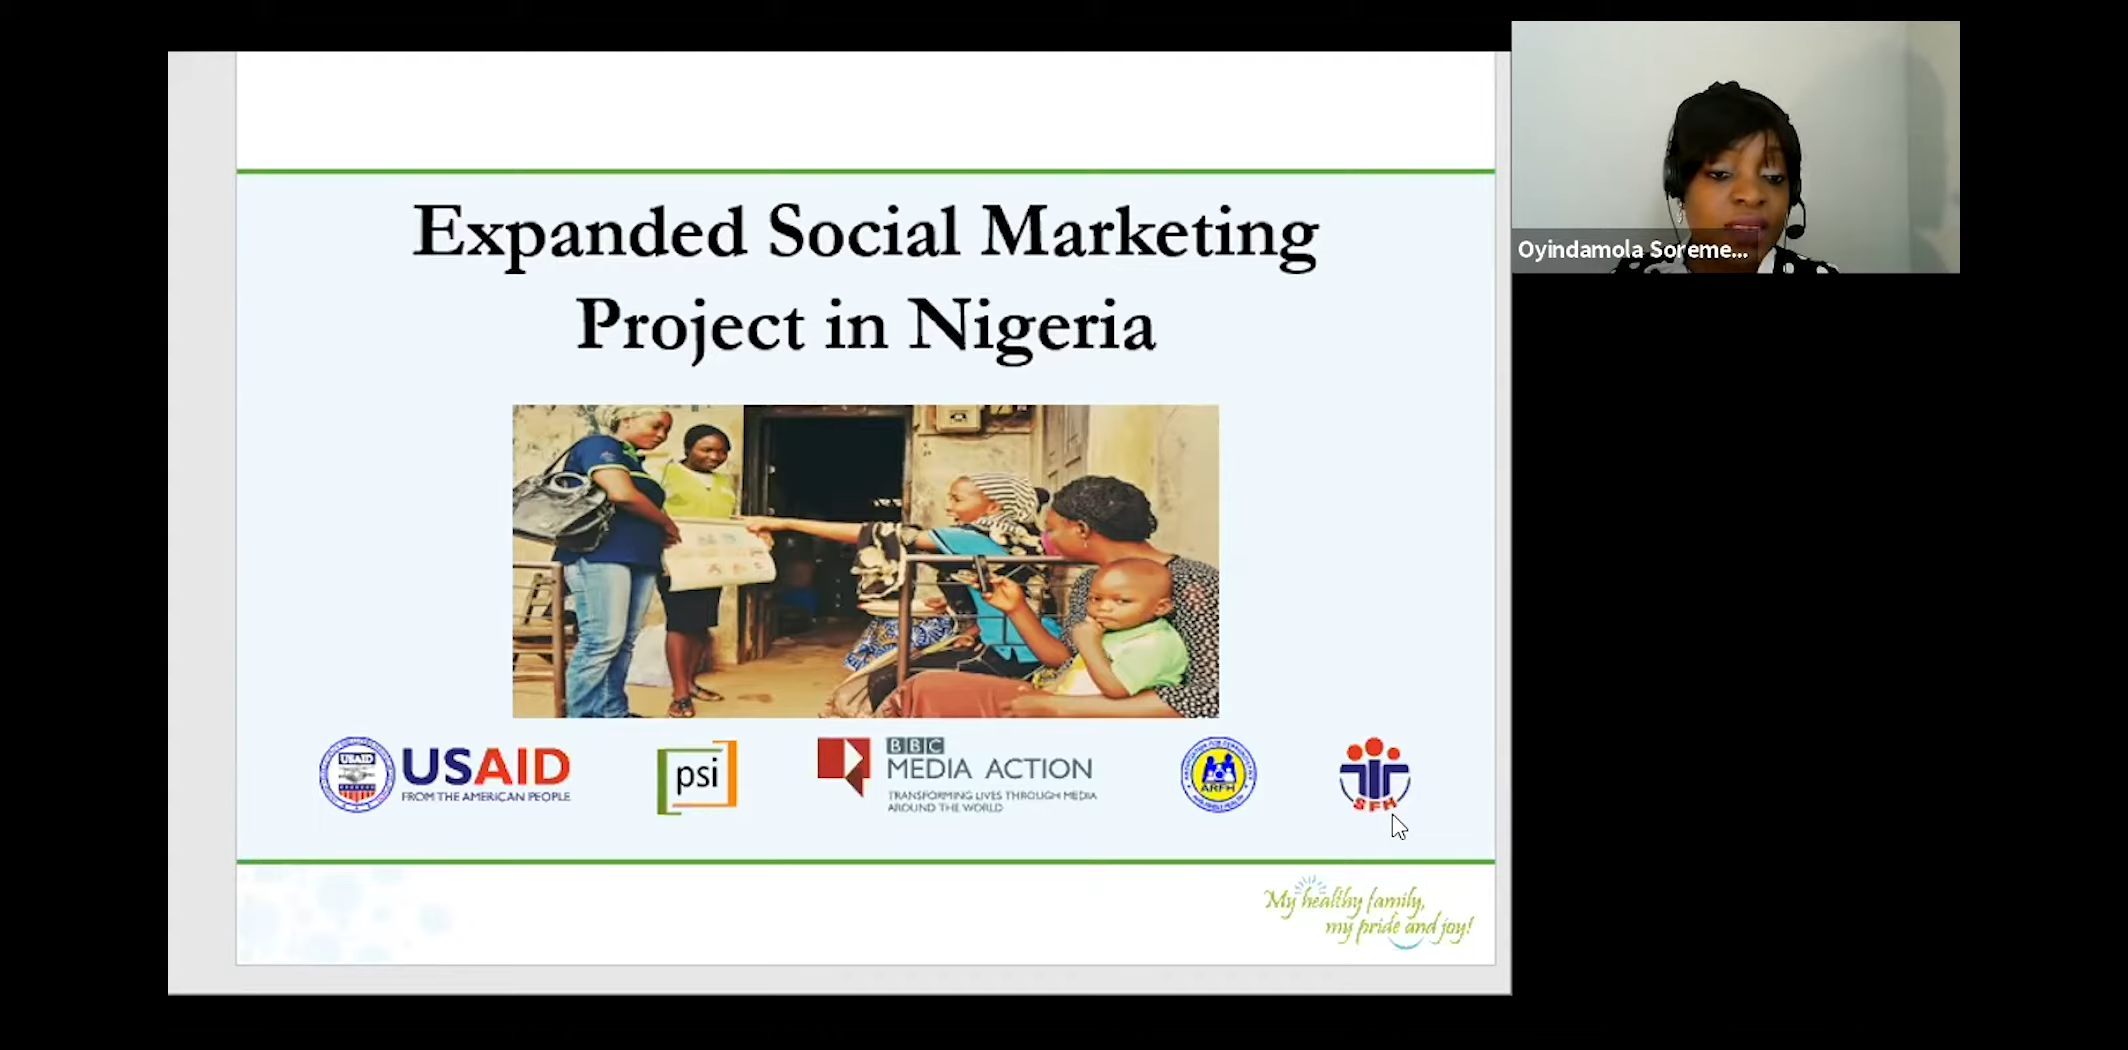 Expanded Social Marketing
Project in Nigeria
Oyindamola Soreme...
USAID
USAID
FROM THE AMERICAN PEOPLE
psi
BBC
MEDIA ACTION
TRANSFORMING LIVES THROUGH MEDIA
AROUND THE WORLD
ARFH
SFH
My healthy family,
my pride and joy!